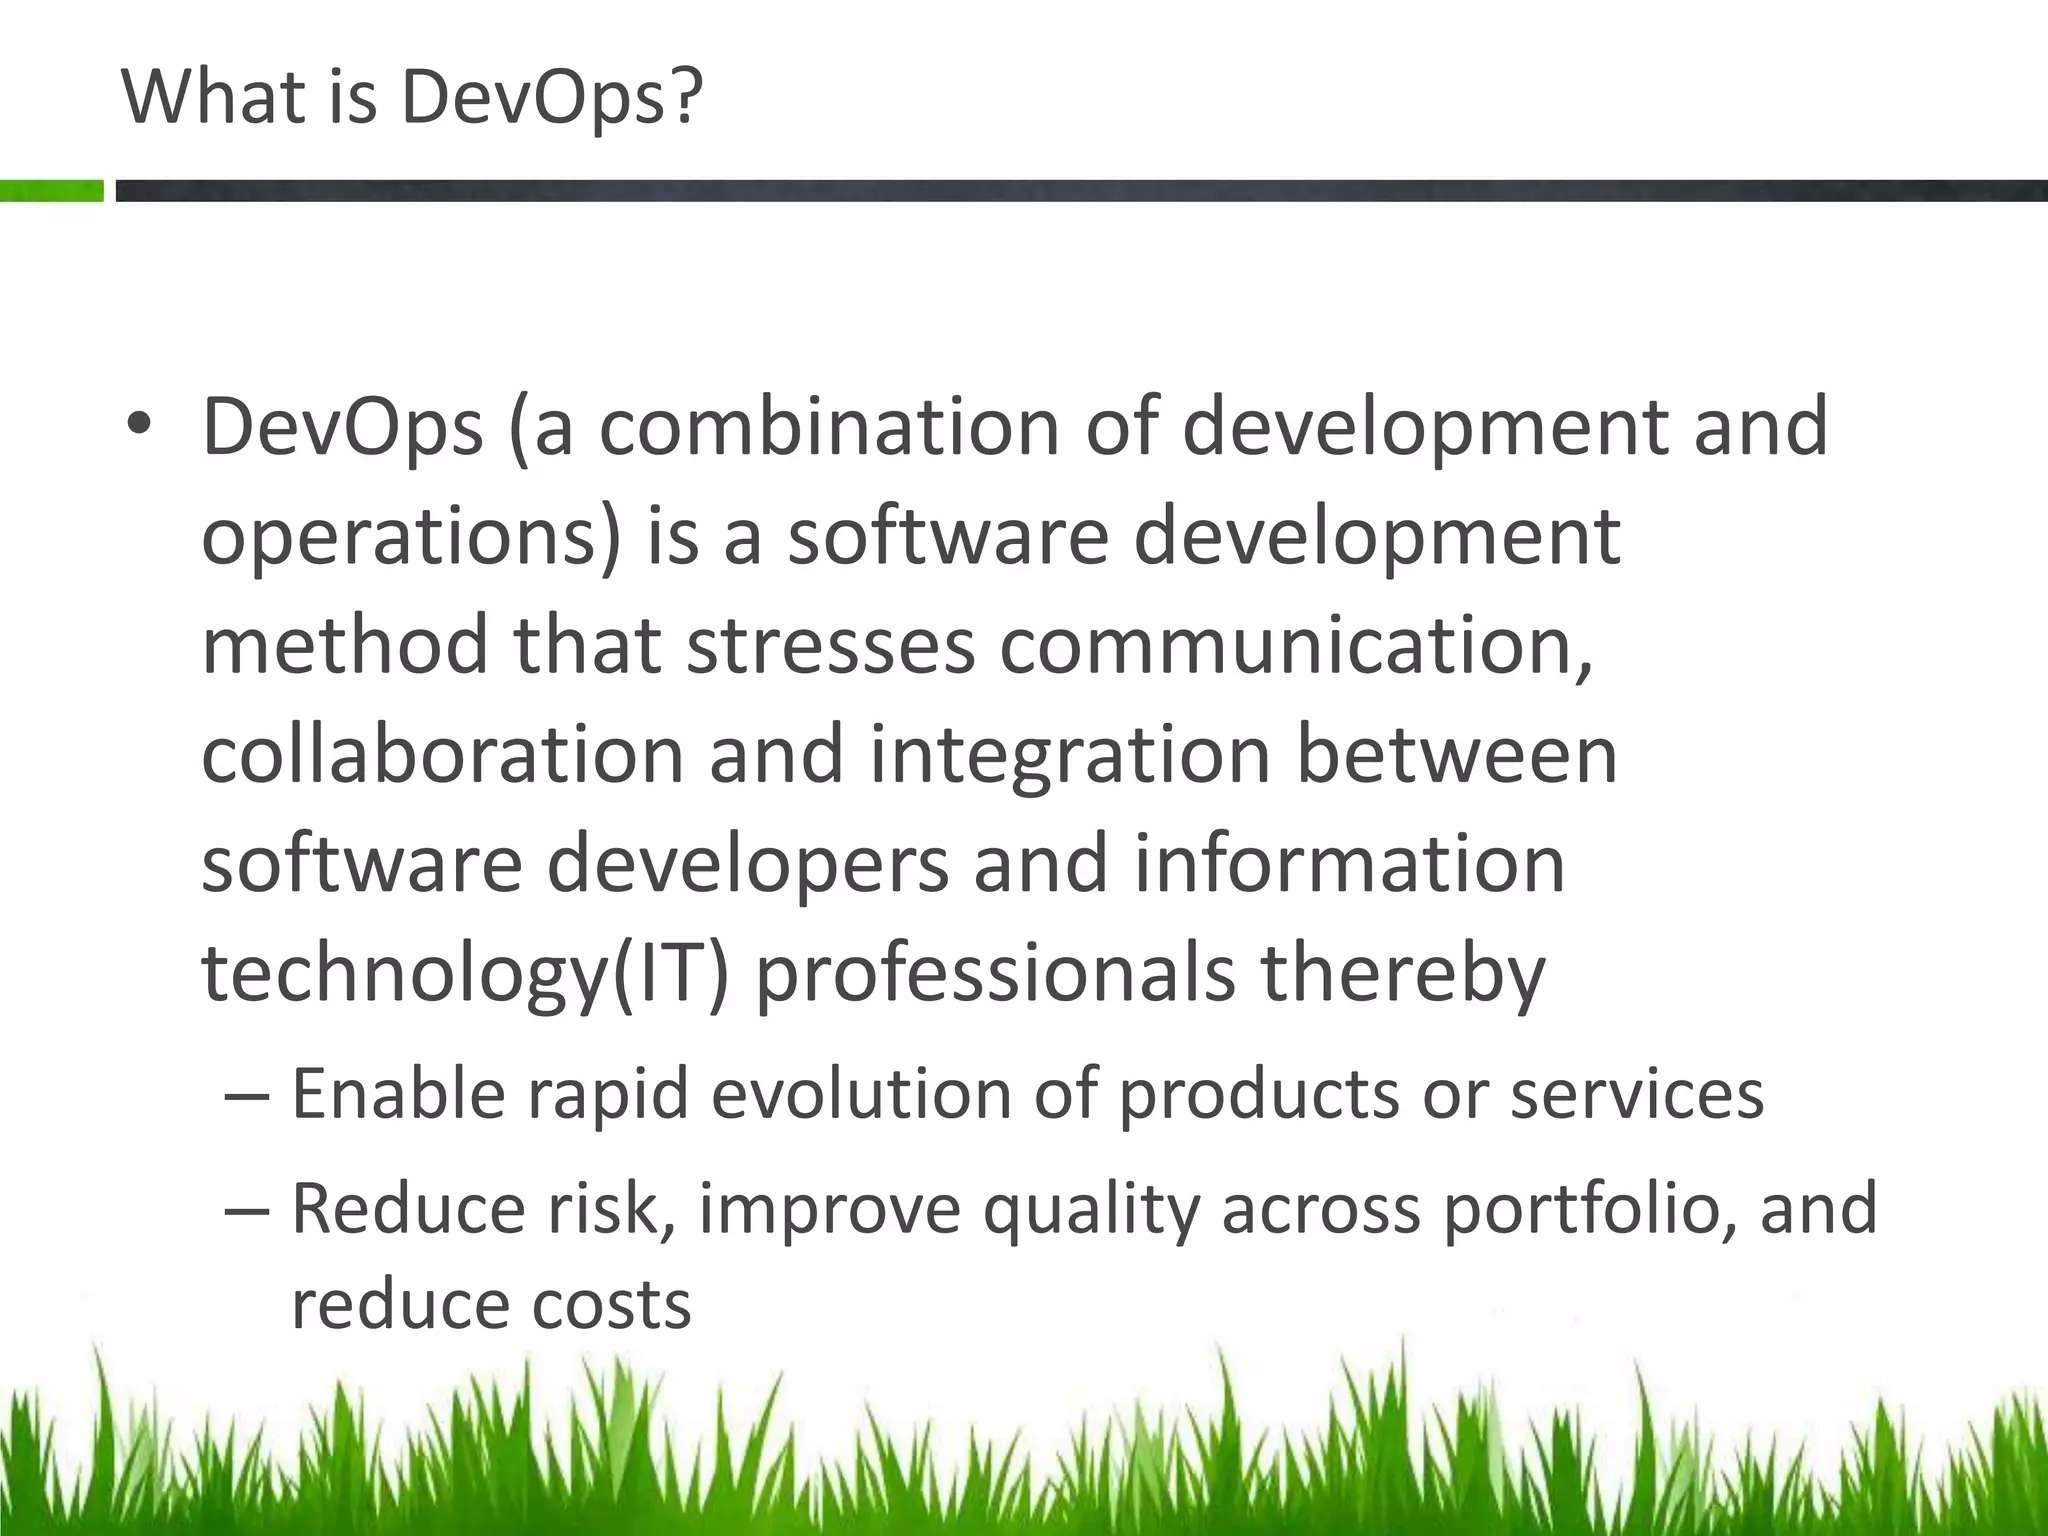 What is DevOps?
• DevOps (a combination of development and
operations) is a software development
method that stresses communication,
collaboration and integration between
software developers and information
technology(IT) professionals thereby
– Enable rapid evolution of products or services
– Reduce risk, improve quality across portfolio, and
reduce costs